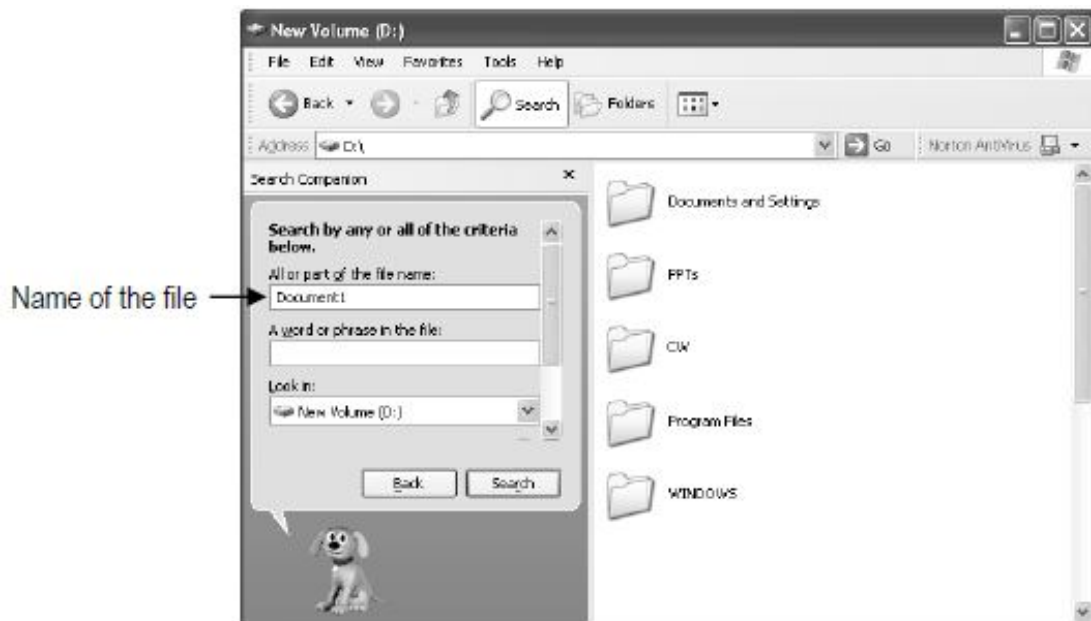 New Volume (D:)
File Edit View Favorites Tools Help
Back Search Folders
Address D:\ Go Norton AntiVirus
Search Companion
Search by any or all of the criteria
below.
All or part of the file name:
Document1
A word or phrase in the file:
Look in:
New Volume (D:)
Back Search
Name of the file
Documents and Settings
PPTs
CW
Program Files
WINDOWS